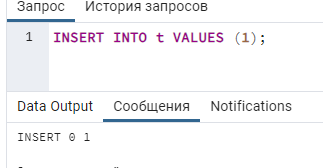 Запрос История запросов
1 INSERT INTO t VALUES (1);
Data Output Сообщения Notifications
INSERT 0 1